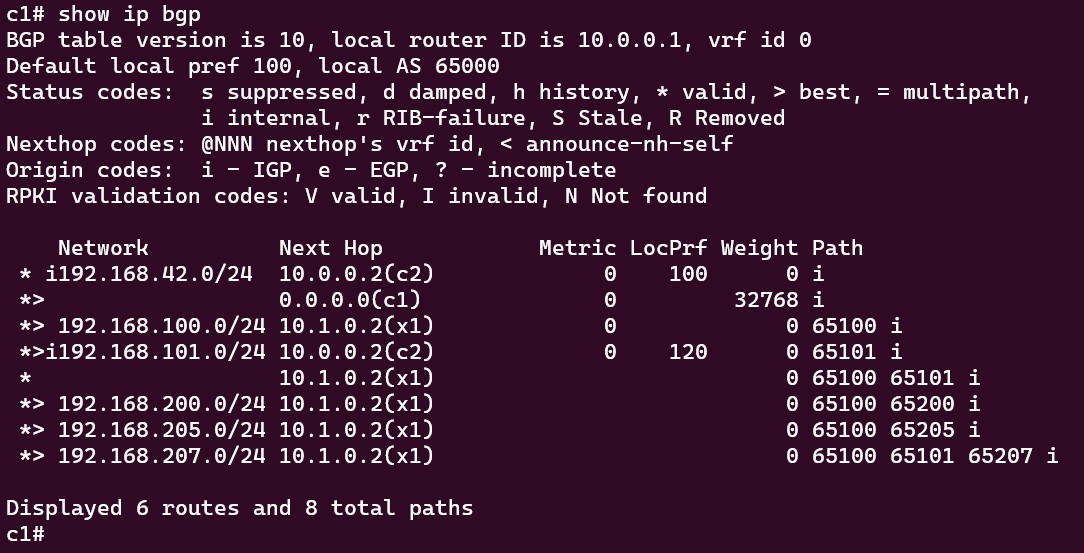 c1# show ip bgp
BGP table version is 10, local router ID is 10.0.0.1, vrf id 0
Default local pref 100, local AS 65000
Status codes:  s suppressed, d damped, h history, * valid, > best, = multipath,
               i internal, r RIB-failure, S Stale, R Removed
Nexthop codes: @NNN nexthop's vrf id, < announce-nh-self
Origin codes:  i - IGP, e - EGP, ? - incomplete
RPKI validation codes: V valid, I invalid, N Not found

    Network          Next Hop            Metric LocPrf Weight Path
 * i192.168.42.0/24  10.0.0.2(c2)             0    100      0 i
 *>                  0.0.0.0(c1)              0         32768 i
 *> 192.168.100.0/24 10.1.0.2(x1)             0             0 65100 i
 *>i192.168.101.0/24 10.0.0.2(c2)             0    120      0 65101 i
 *                   10.1.0.2(x1)                           0 65100 65101 i
 *> 192.168.200.0/24 10.1.0.2(x1)                           0 65100 65200 i
 *> 192.168.205.0/24 10.1.0.2(x1)                           0 65100 65205 i
 *> 192.168.207.0/24 10.1.0.2(x1)                           0 65100 65101 65207 i

Displayed 6 routes and 8 total paths
c1#